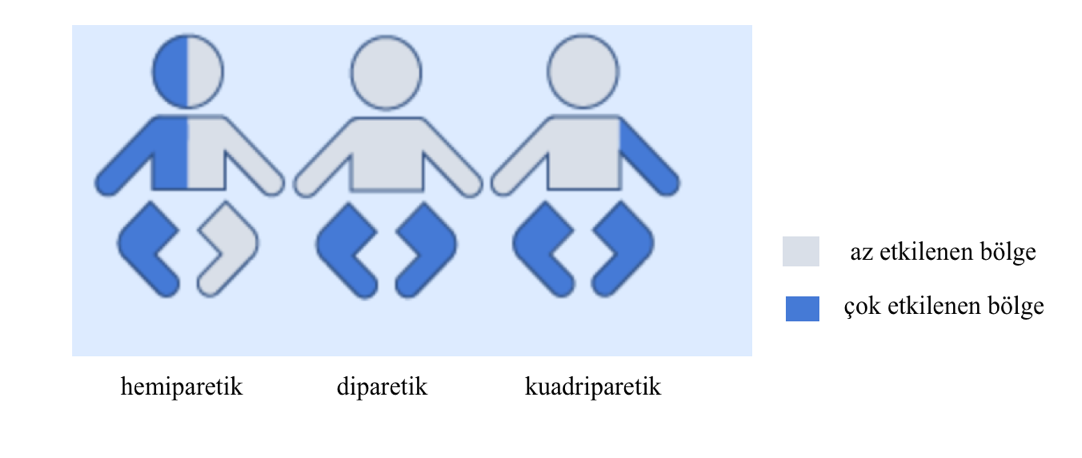 az etkilenen bölge
çok etkilenen bölge
hemiparetik
diparetik
kuadriparetik